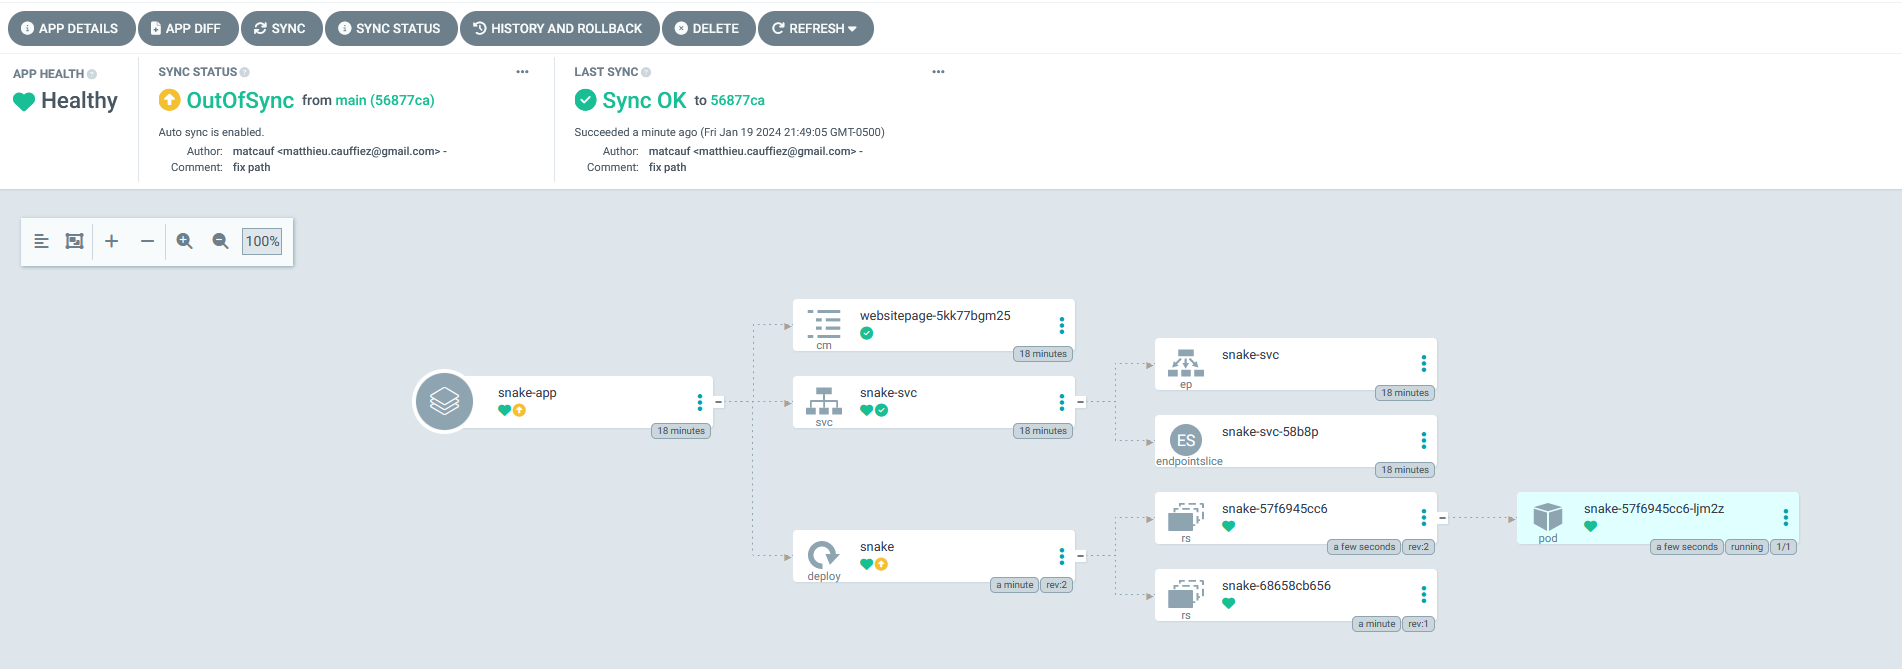 APP DETAILS
APP DIFF
SYNC
SYNC STATUS
HISTORY AND ROLLBACK
DELETE
REFRESH
APP HEALTH
Healthy
SYNC STATUS
OutOfSync from main (56877ca)
Auto sync is enabled.
Author: matcauf <matthieu.cauffiez@gmail.com> -
Comment: fix path
LAST SYNC
Sync OK to 56877ca
Succeeded a minute ago (Fri Jan 19 2024 21:49:05 GMT-0500)
Author: matcauf <matthieu.cauffiez@gmail.com> -
Comment: fix path
100%
snake-app
18 minutes
websitepage-5kk77bgm25
cm
18 minutes
snake-svc
svc
18 minutes
snake
deploy
a minute rev:2
snake-svc
ep
18 minutes
ES
snake-svc-58b8p
endpointslice
18 minutes
snake-57f6945cc6
rs
a few seconds rev:2
snake-68658cb656
rs
a minute rev:1
snake-57f6945cc6-ljm2z
pod
a few seconds running 1/1